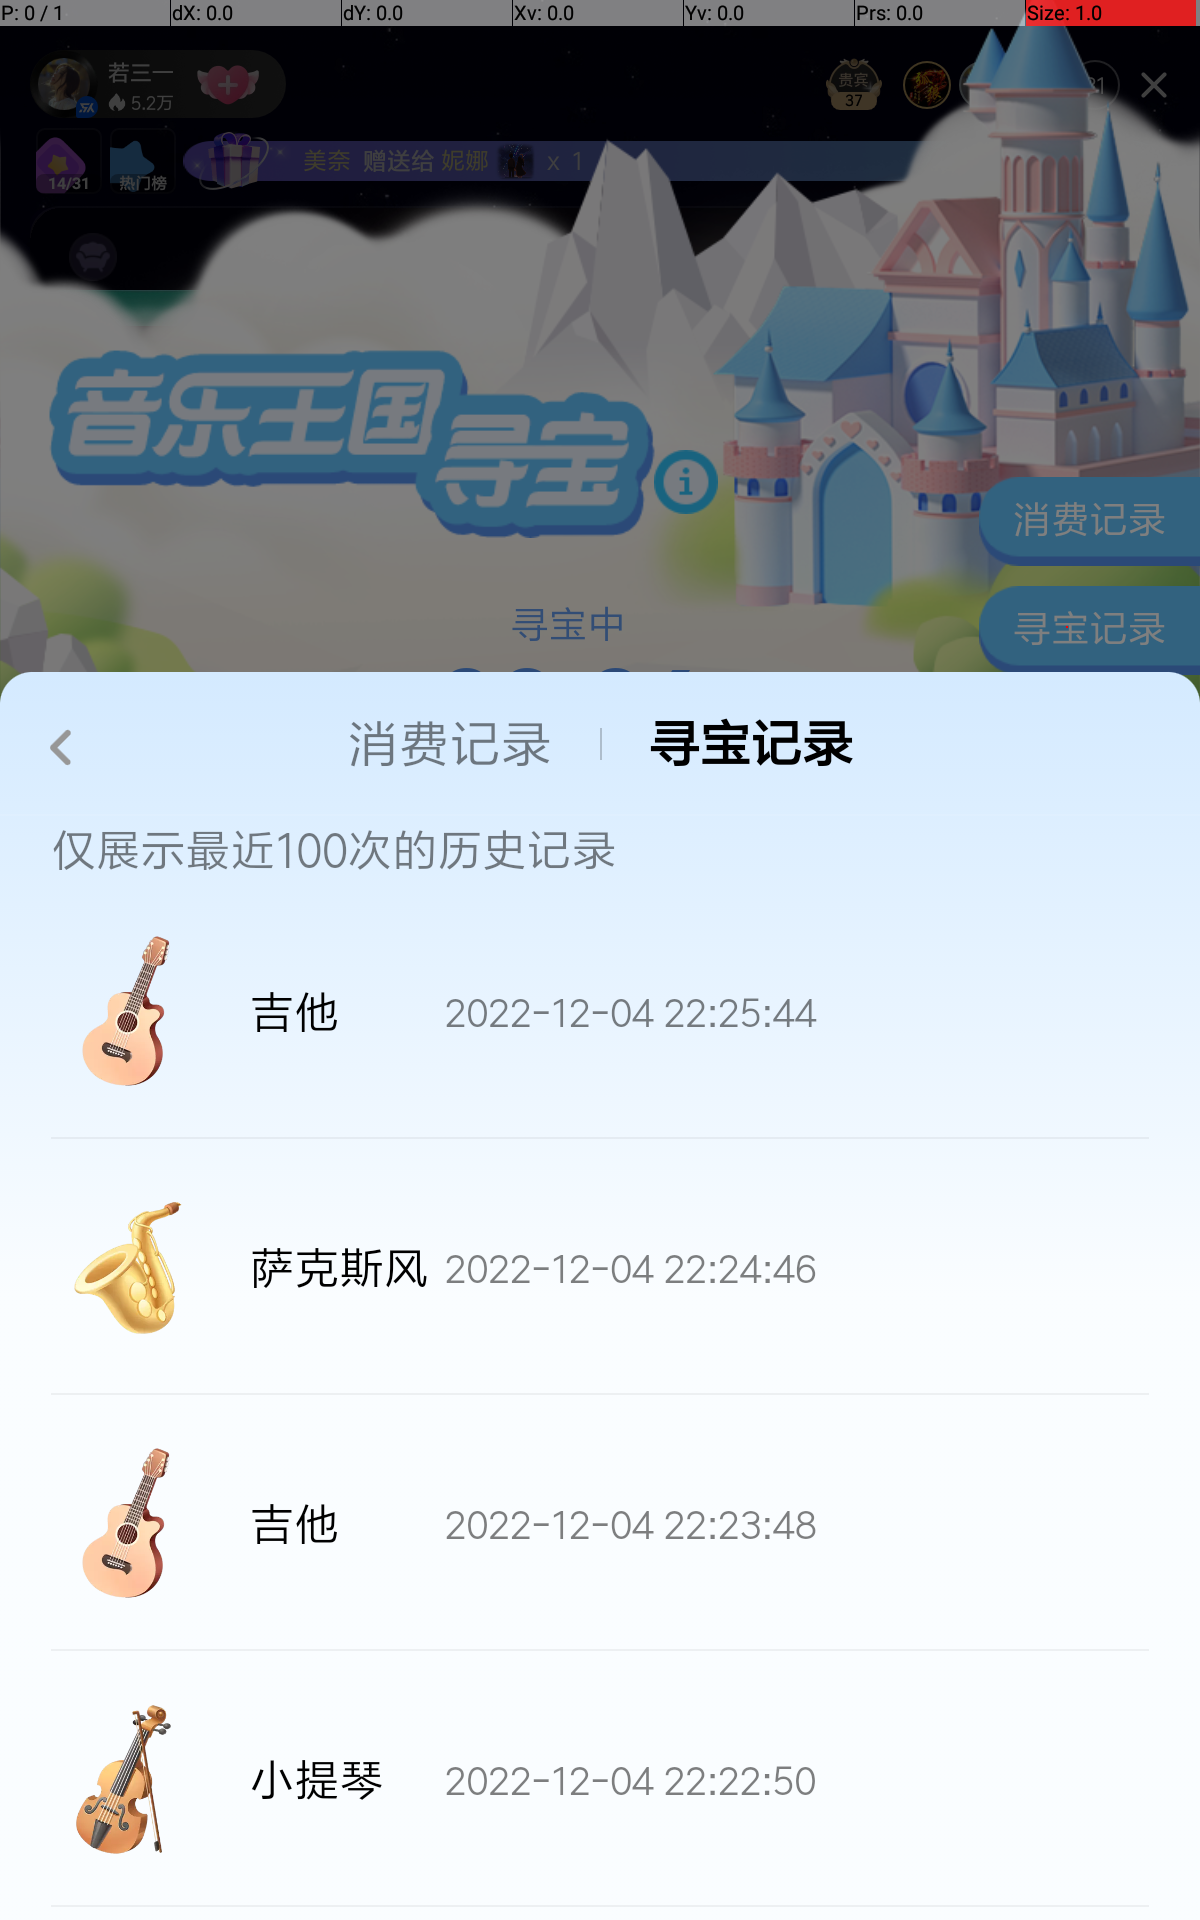 P: 0 / 1 dX: 0.0 dY: 0.0 Xv: 0.0 Yv: 0.0 Prs: 0.0 Size: 1.0
若三一
5.2万
贵宾
37
14/31
热门榜
美奈 赠送给 妮娜 x 1
音乐王国
寻宝
消费记录
寻宝中
寻宝记录
消费记录
寻宝记录
仅展示最近100次的历史记录
吉他 2022-12-04 22:25:44
萨克斯风 2022-12-04 22:24:46
吉他 2022-12-04 22:23:48
小提琴 2022-12-04 22:22:50